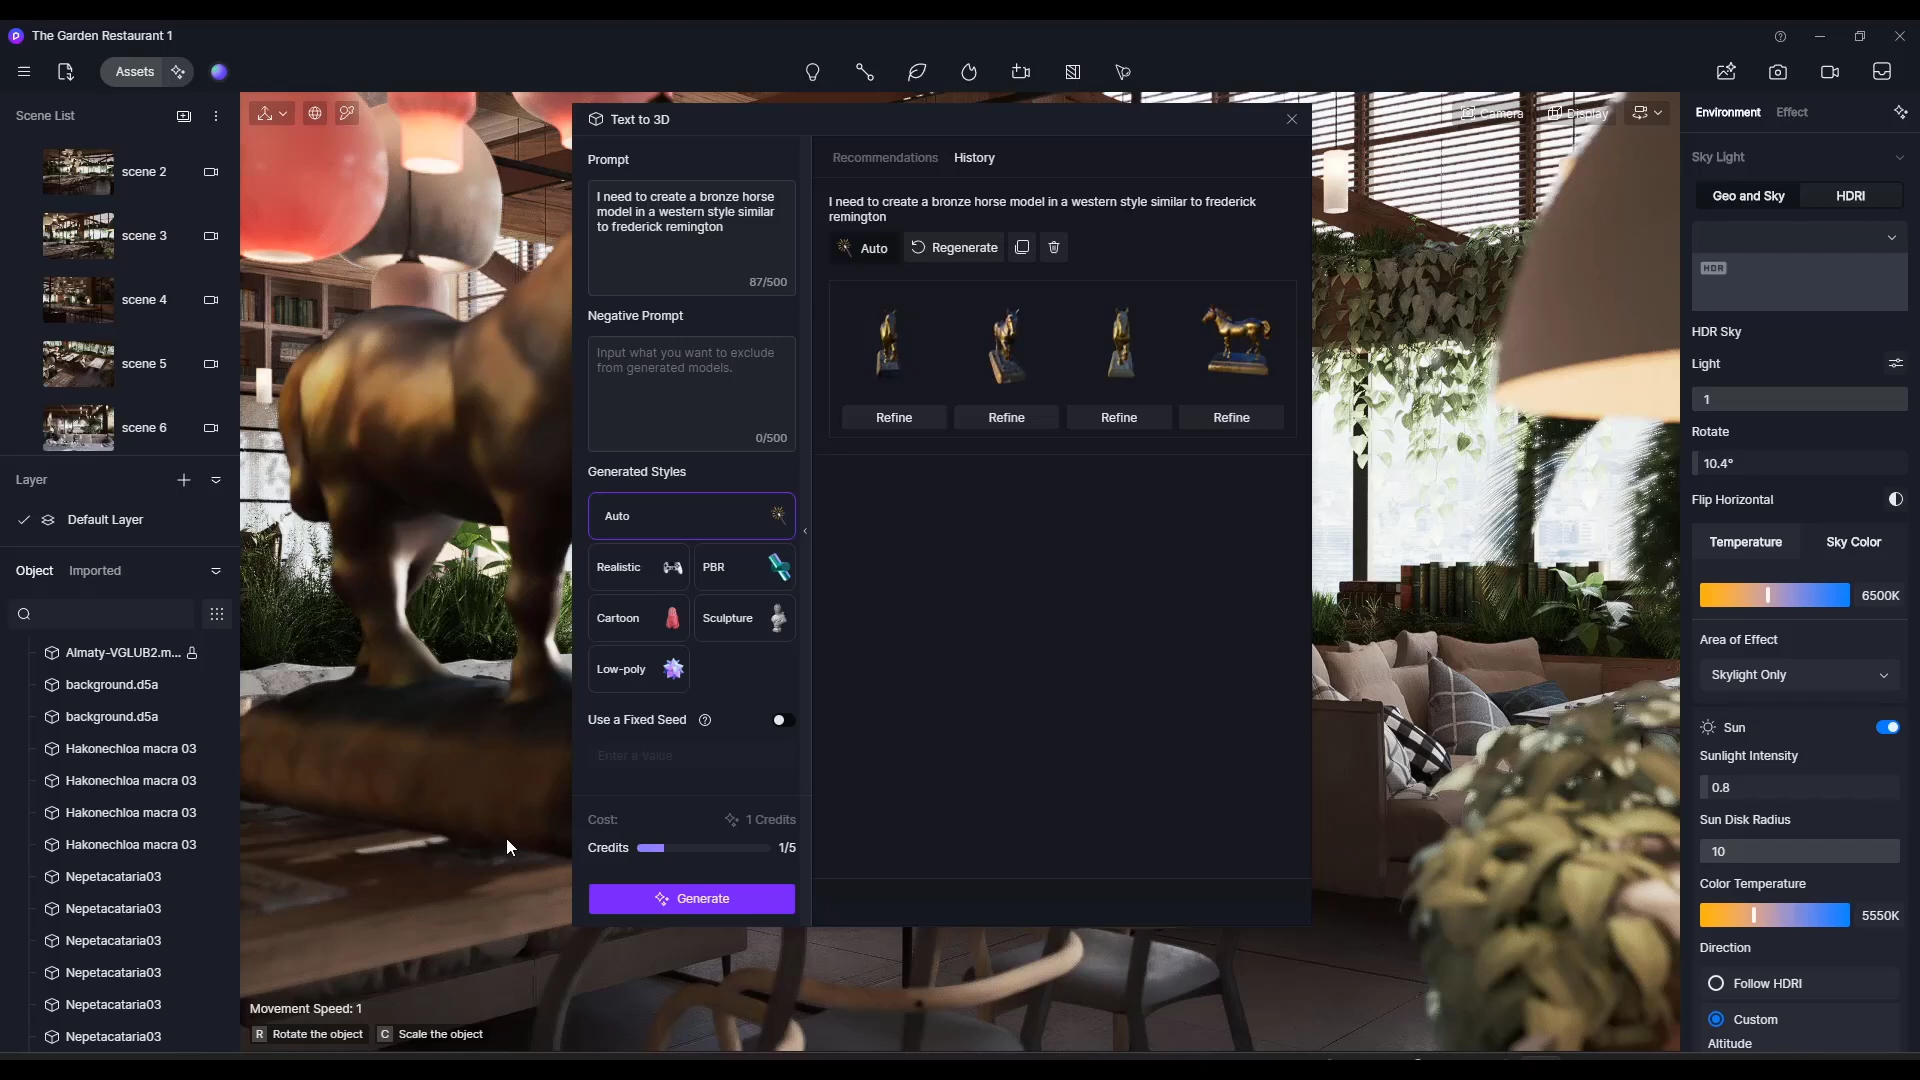 The Garden Restaurant 1
Assets
Scene List
scene 2
scene 3
scene 4
scene 5
scene 6
Layer
Default Layer
Object
Imported
Almaty-VGLUB2.m...
background.d5a
background.d5a
Hakonechloa macra 03
Hakonechloa macra 03
Hakonechloa macra 03
Hakonechloa macra 03
Nepetacataria03
Nepetacataria03
Nepetacataria03
Nepetacataria03
Nepetacataria03
Nepetacataria03
Camera
Display
Movement Speed: 1
R Rotate the object
C Scale the object
Text to 3D
Prompt
I need to create a bronze horse
model in a western style similar
to frederick remington
87/500
Negative Prompt
Input what you want to exclude
from generated models.
0/500
Generated Styles
Auto
Realistic
PBR
Cartoon
Sculpture
Low-poly
Use a Fixed Seed
Enter a Value
Cost:
1 Credits
Credits
1/5
Generate
Recommendations
History
I need to create a bronze horse model in a western style similar to frederick
remington
Auto
Regenerate
Refine
Refine
Refine
Refine
Environment
Effect
Sky Light
Geo and Sky
HDRI
HDR
HDR Sky
Light
1
Rotate
10.4°
Flip Horizontal
Temperature
Sky Color
6500K
Area of Effect
Skylight Only
Sun
Sunlight Intensity
0.8
Sun Disk Radius
10
Color Temperature
5550K
Direction
Follow HDRI
Custom
Altitude